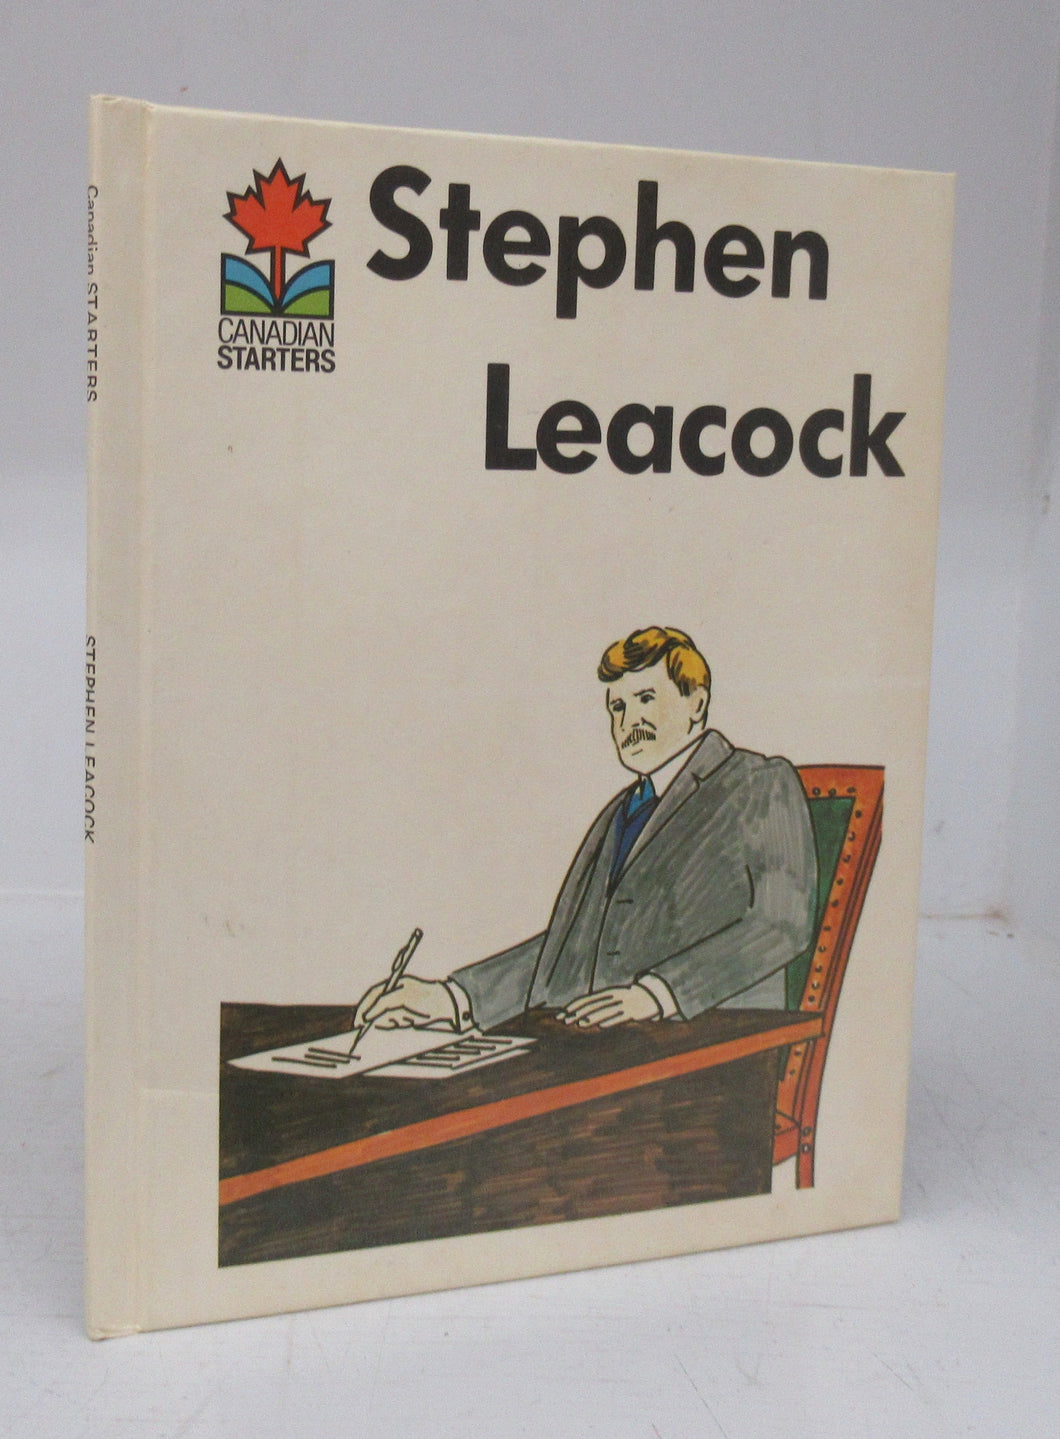 Canadian STARTERS
STEPHEN LEACOCK
CANADIAN
STARTERS
Stephen
Leacock